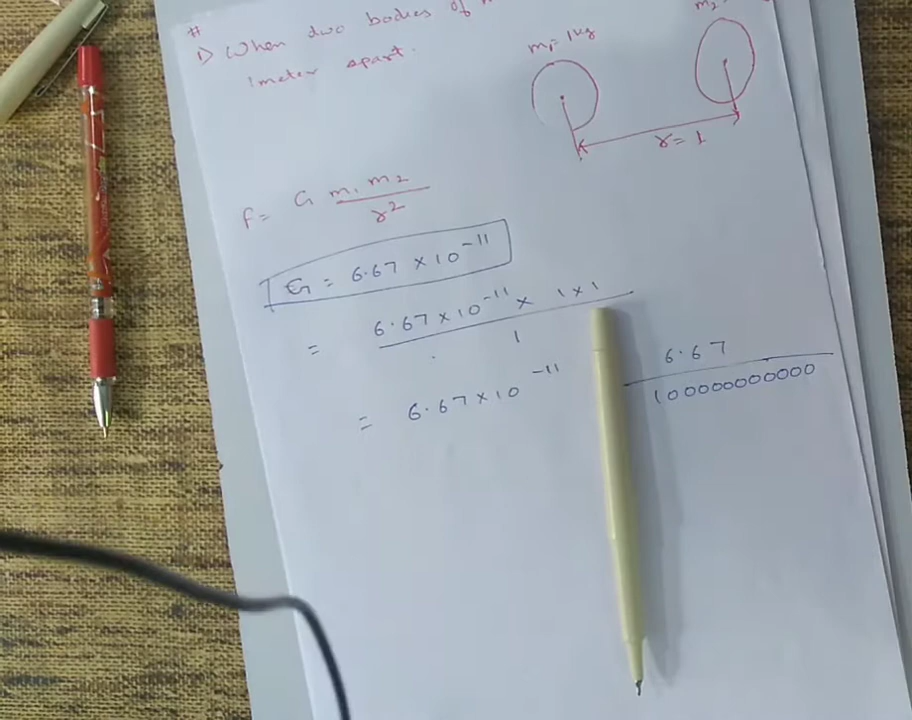 #
1) When two bodies of
1meter apart.
m₁ = 1kg
m₂
r = 1
F = G m₁ m₂ / r²
G = 6.67 × 10⁻¹¹
= 6.67 × 10⁻¹¹ × 1 × 1 / 1
= 6.67 × 10⁻¹¹
6.67 / 100000000000